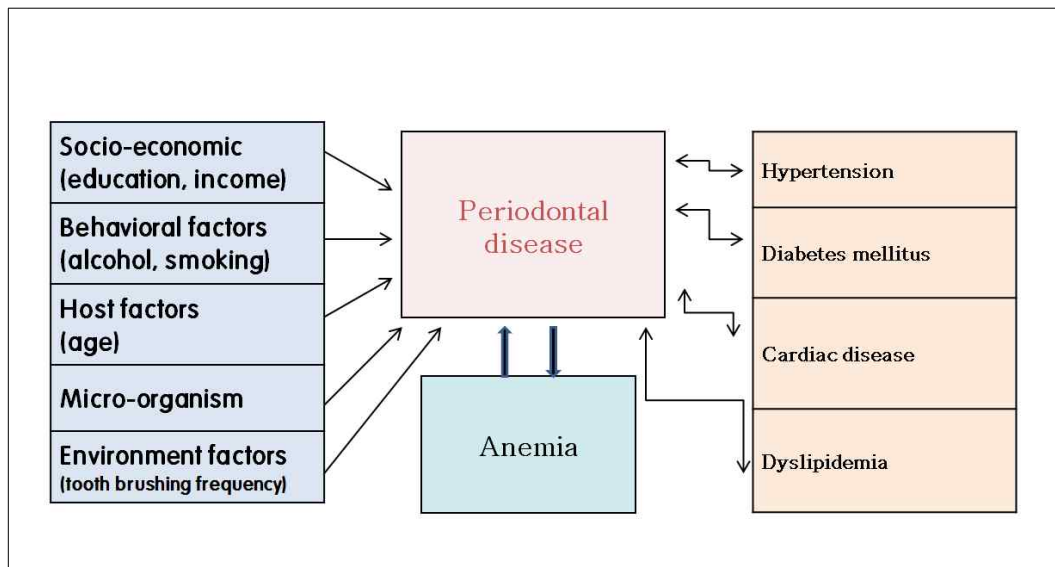 Socio-economic
(education, income)
Behavioral factors
(alcohol, smoking)
Host factors
(age)
Micro-organism
Environment factors
(tooth brushing frequency)
Periodontal
disease
Anemia
Hypertension
Diabetes mellitus
Cardiac disease
Dyslipidemia